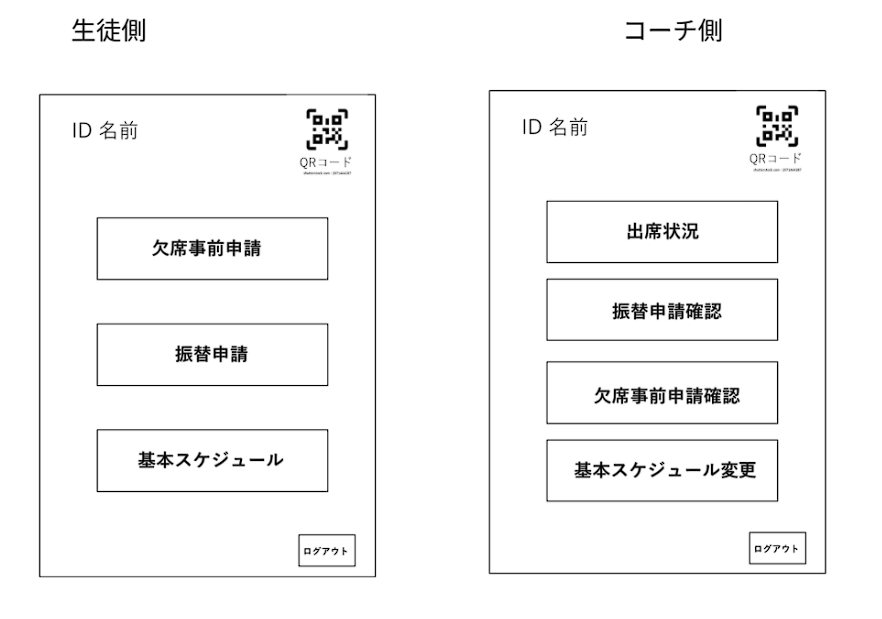 生徒側
ID 名前
QRコード
欠席事前申請
振替申請
基本スケジュール
ログアウト
コーチ側
ID 名前
QRコード
出席状況
振替申請確認
欠席事前申請確認
基本スケジュール変更
ログアウト